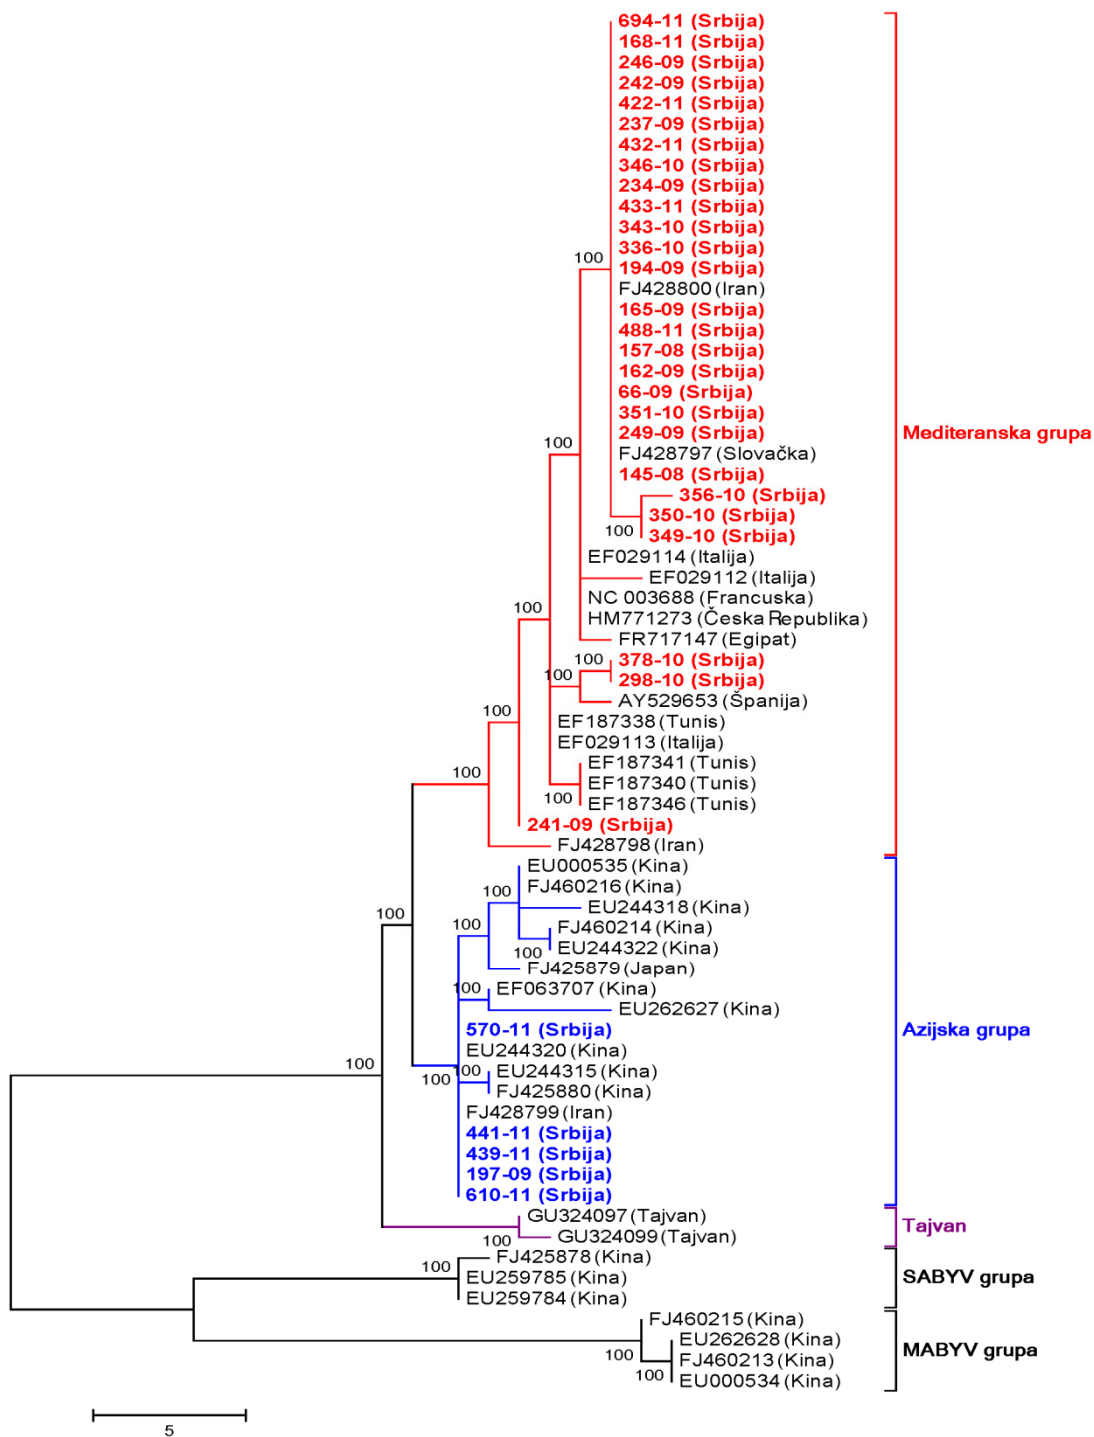 694-11 (Srbija)
168-11 (Srbija)
246-09 (Srbija)
242-09 (Srbija)
422-11 (Srbija)
237-09 (Srbija)
432-11 (Srbija)
346-10 (Srbija)
234-09 (Srbija)
433-11 (Srbija)
343-10 (Srbija)
336-10 (Srbija)
100
194-09 (Srbija)
FJ428800 (Iran)
165-09 (Srbija)
488-11 (Srbija)
157-08 (Srbija)
162-09 (Srbija)
66-09 (Srbija)
351-10 (Srbija)
249-09 (Srbija)
Mediteranska grupa
100
FJ428797 (Slovačka)
145-08 (Srbija)
356-10 (Srbija)
350-10 (Srbija)
100
349-10 (Srbija)
EF029114 (Italija)
EF029112 (Italija)
NC 003688 (Francuska)
100
HM771273 (Česka Republika)
FR717147 (Egipat)
100
378-10 (Srbija)
100
298-10 (Srbija)
AY529653 (Španija)
100
EF187338 (Tunis)
EF029113 (Italija)
EF187341 (Tunis)
100
EF187340 (Tunis)
100
EF187346 (Tunis)
241-09 (Srbija)
FJ428798 (Iran)
EU000535 (Kina)
FJ460216 (Kina)
100
EU244318 (Kina)
100
FJ460214 (Kina)
100
EU244322 (Kina)
100
FJ425879 (Japan)
100
EF063707 (Kina)
EU262627 (Kina)
570-11 (Srbija)
Azijska grupa
EU244320 (Kina)
100
EU244315 (Kina)
100
100
FJ425880 (Kina)
FJ428799 (Iran)
441-11 (Srbija)
439-11 (Srbija)
197-09 (Srbija)
610-11 (Srbija)
GU324097 (Tajvan)
Tajvan
100
GU324099 (Tajvan)
FJ425878 (Kina)
100
EU259785 (Kina)
SABYV grupa
EU259784 (Kina)
FJ460215 (Kina)
EU262628 (Kina)
MABYV grupa
100
FJ460213 (Kina)
100
EU000534 (Kina)
5